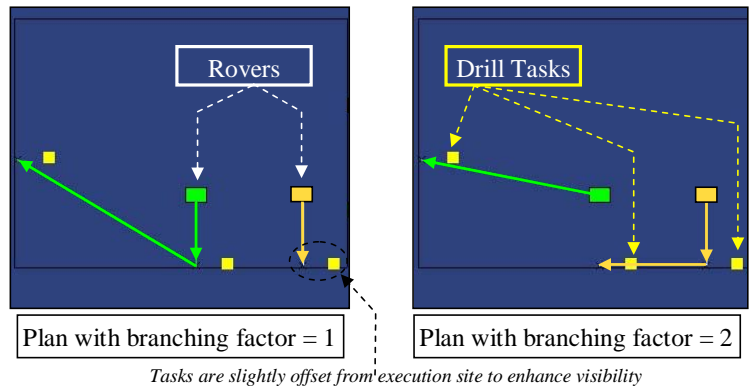 Rovers
Drill Tasks
Plan with branching factor = 1
Plan with branching factor = 2
Tasks are slightly offset from execution site to enhance visibility